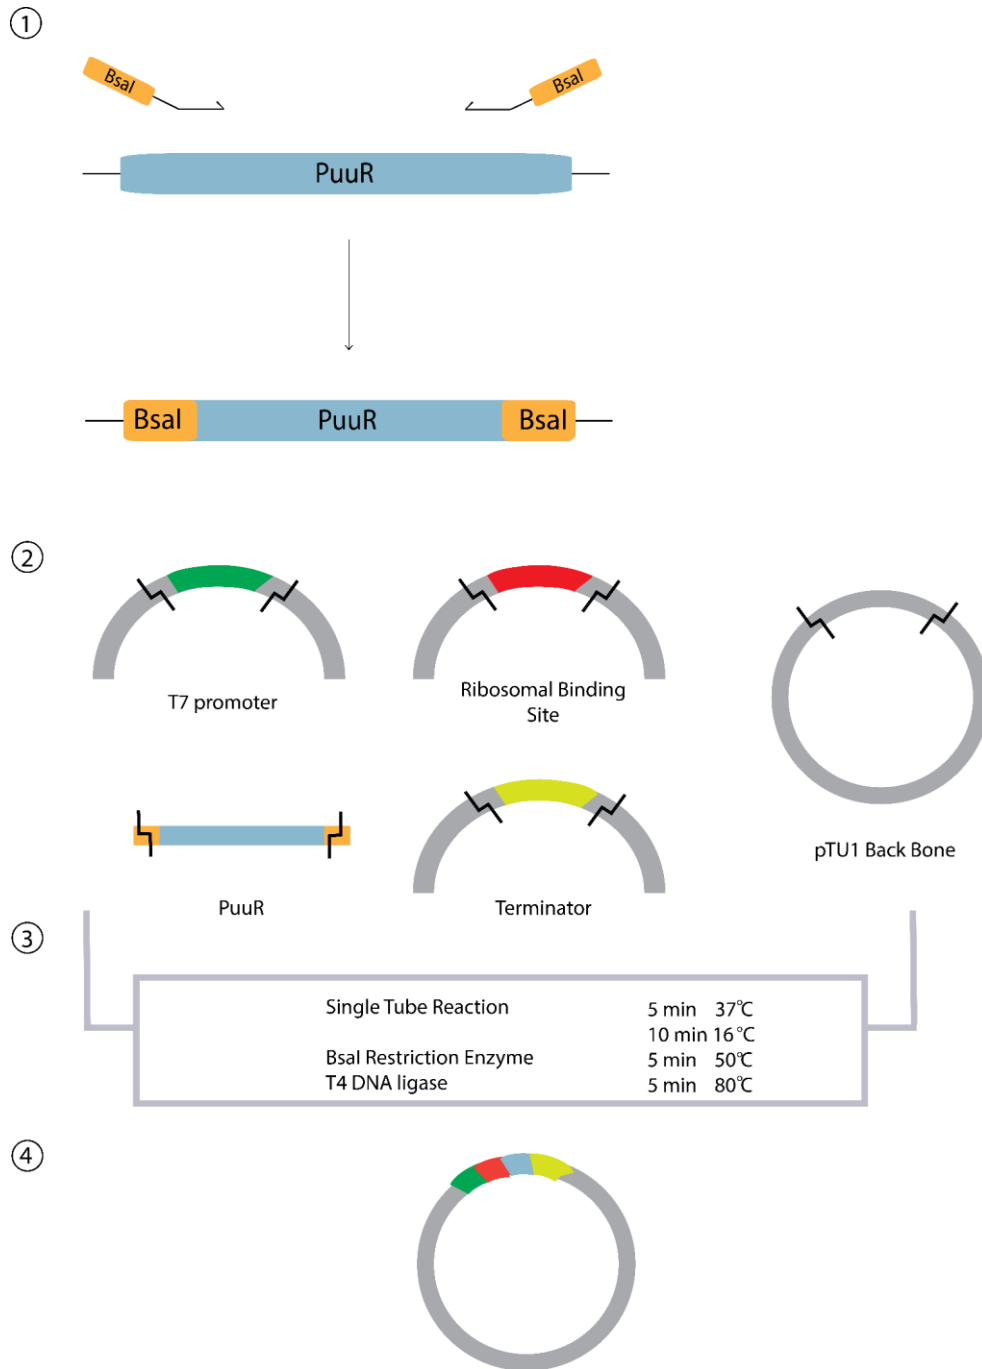 ①
BsaI
BsaI
PuuR
BsaI PuuR BsaI
②
T7 promoter
Ribosomal Binding
Site
pTU1 Back Bone
PuuR
Terminator
③
Single Tube Reaction 5 min 37℃
10 min 16 ℃
BsaI Restriction Enzyme 5 min 50℃
T4 DNA ligase 5 min 80℃
④